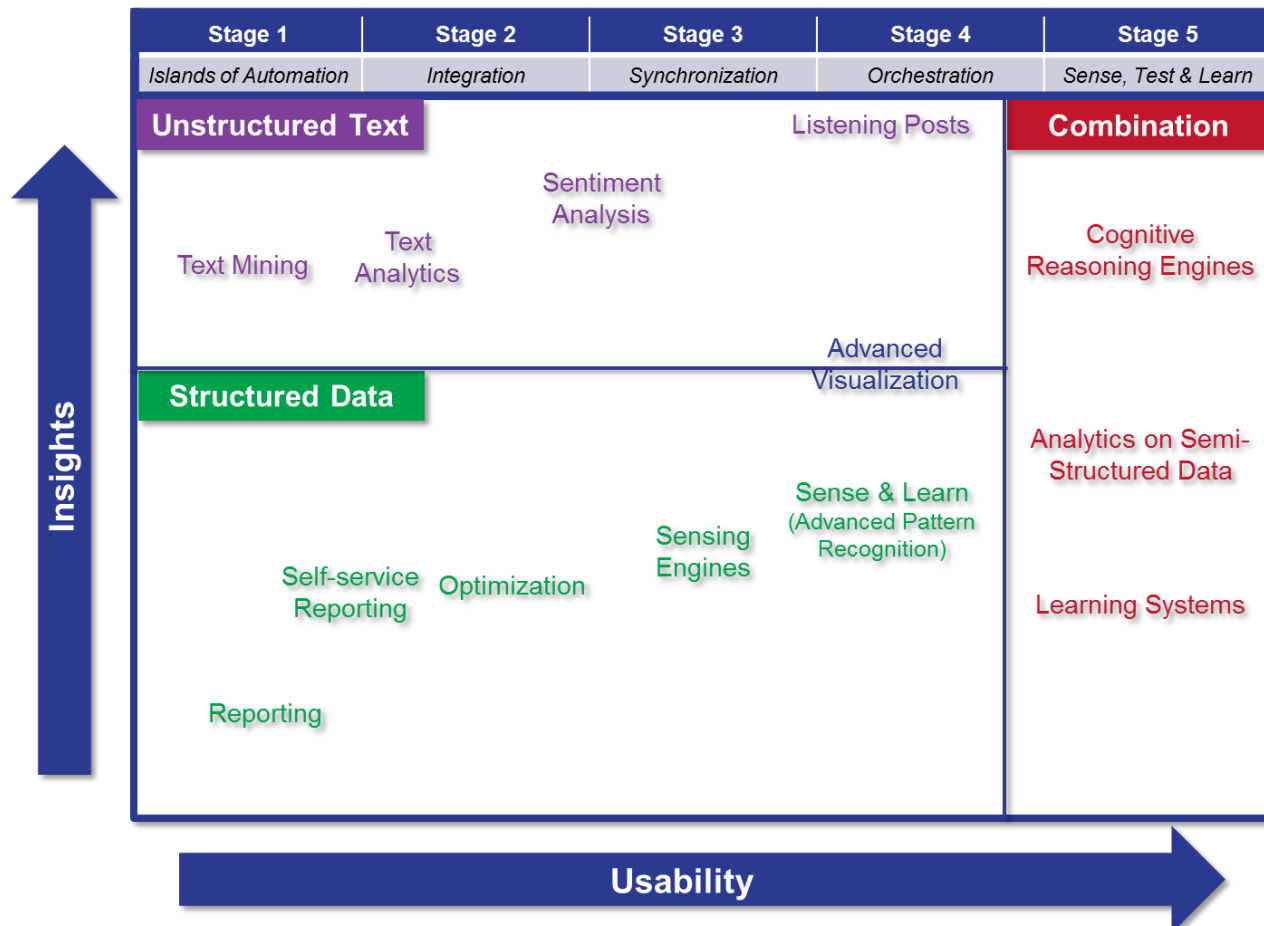 Stage 1
Stage 2
Stage 3
Stage 4
Stage 5
Islands of Automation
Integration
Synchronization
Orchestration
Sense, Test & Learn
Unstructured Text
Listening Posts
Combination
Sentiment
Analysis
Text
Analytics
Text Mining
Cognitive
Reasoning Engines
Advanced
Visualization
Structured Data
Analytics on Semi-
Structured Data
Sense & Learn
(Advanced Pattern
Recognition)
Sensing
Engines
Self-service
Reporting
Optimization
Learning Systems
Reporting
Insights
Usability